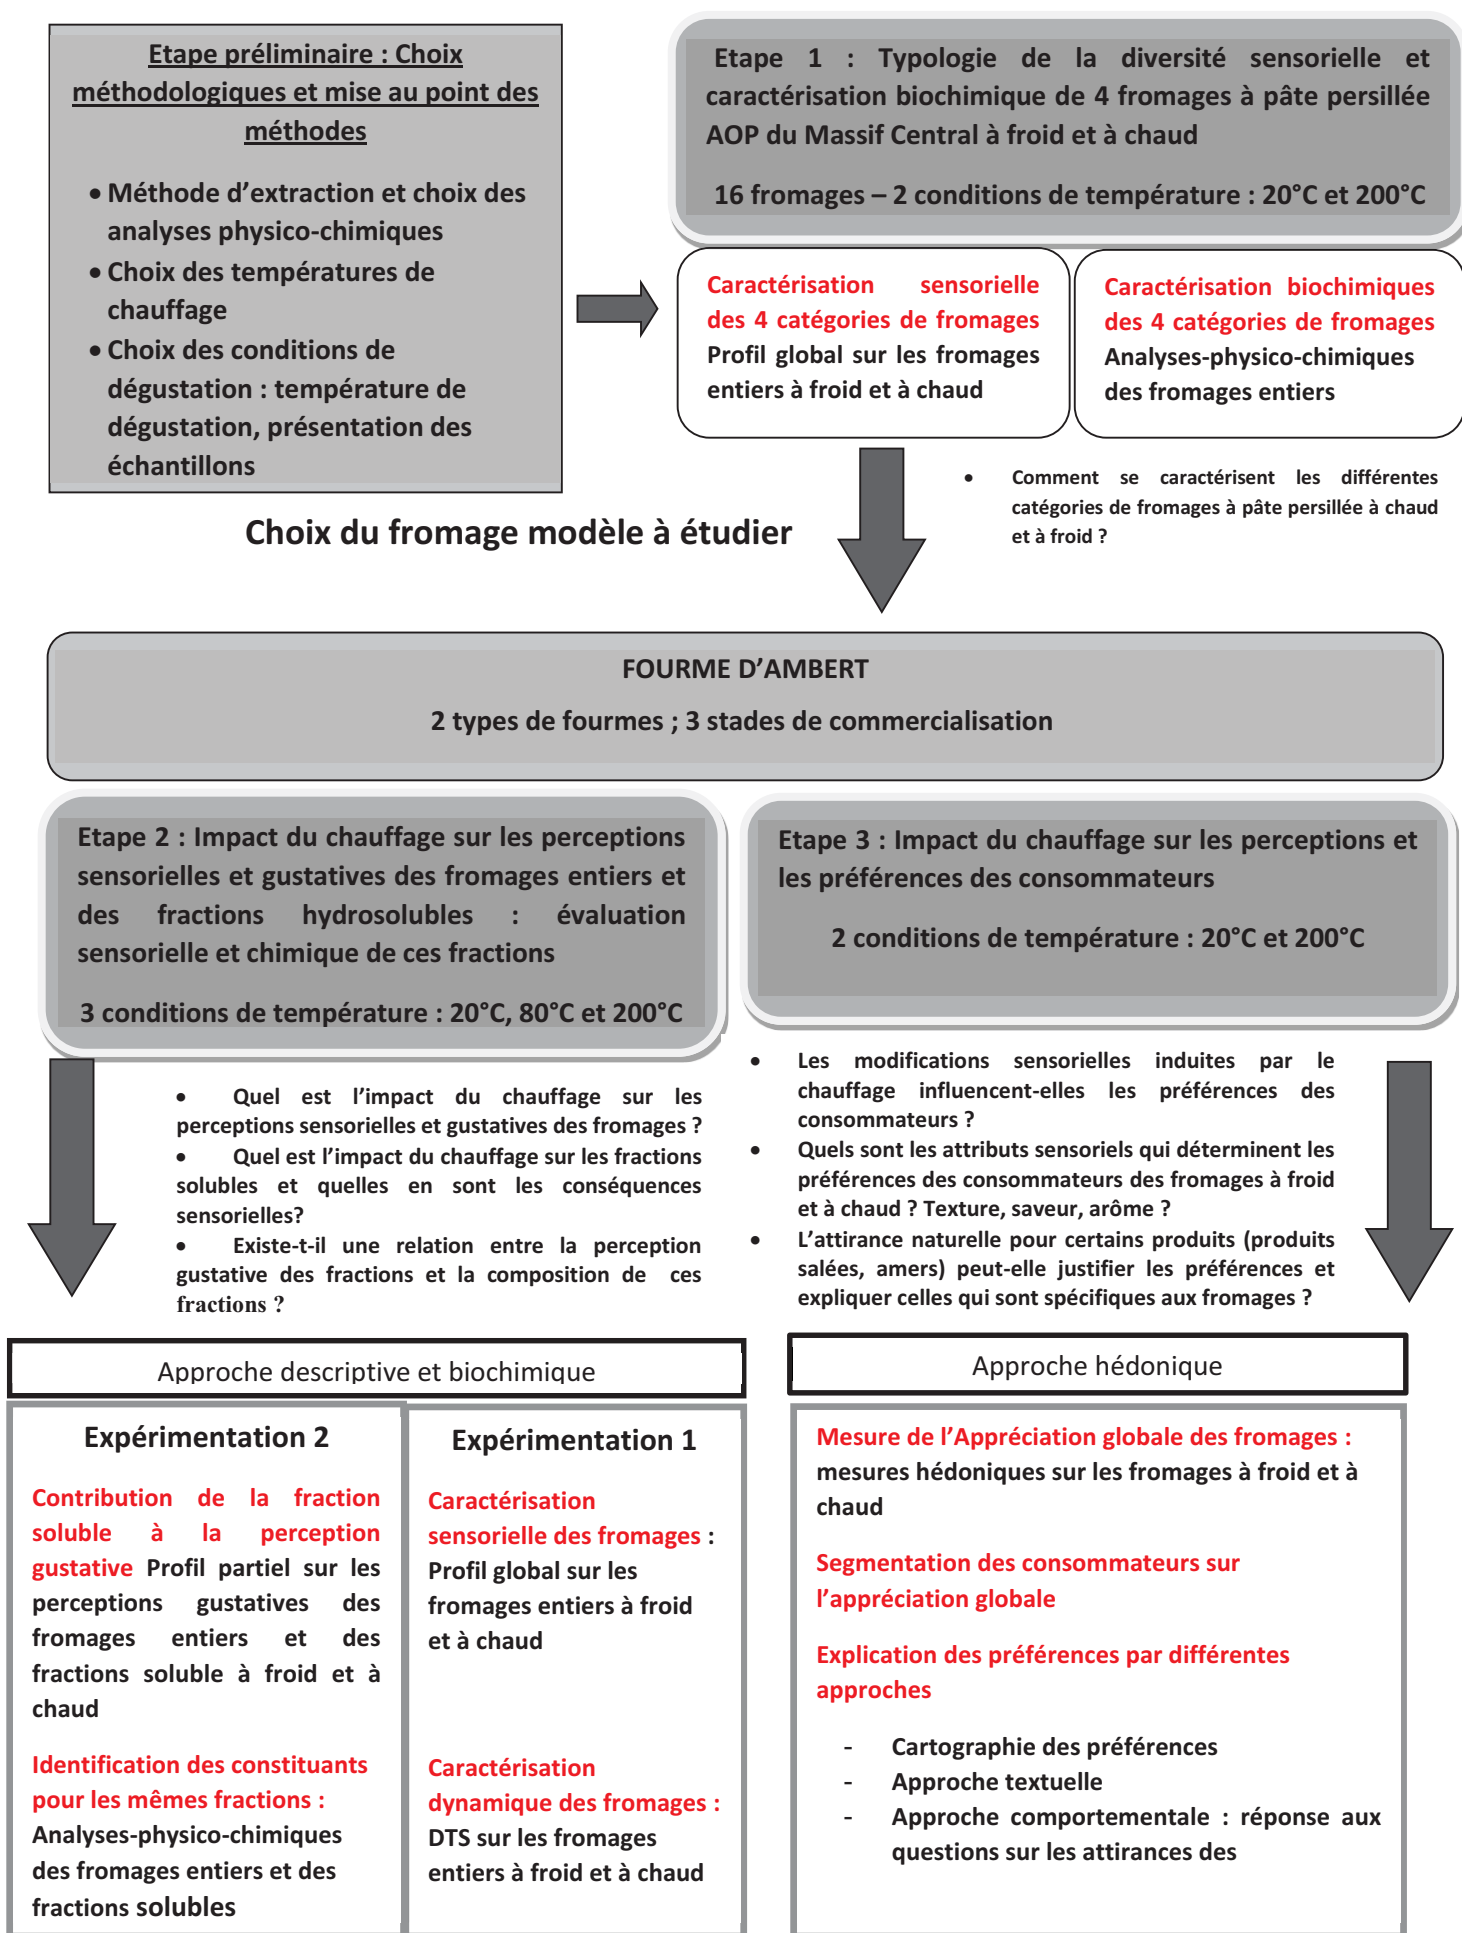 Etape préliminaire : Choix
méthodologiques et mise au point des
méthodes
• Méthode d'extraction et choix des
analyses physico-chimiques
• Choix des températures de
chauffage
• Choix des conditions de
dégustation : température de
dégustation, présentation des
échantillons
Etape 1 : Typologie de la diversité sensorielle et
caractérisation biochimique de 4 fromages à pâte persillée
AOP du Massif Central à froid et à chaud
16 fromages – 2 conditions de température : 20°C et 200°C
Caractérisation sensorielle
des 4 catégories de fromages
Profil global sur les fromages
entiers à froid et à chaud
Caractérisation biochimiques
des 4 catégories de fromages
Analyses-physico-chimiques
des fromages entiers
• Comment se caractérisent les différentes
catégories de fromages à pâte persillée à chaud
et à froid ?
Choix du fromage modèle à étudier
FOURME D'AMBERT
2 types de fourmes ; 3 stades de commercialisation
Etape 2 : Impact du chauffage sur les perceptions
sensorielles et gustatives des fromages entiers et
des fractions hydrosolubles : évaluation
sensorielle et chimique de ces fractions
3 conditions de température : 20°C, 80°C et 200°C
Etape 3 : Impact du chauffage sur les perceptions et
les préférences des consommateurs
2 conditions de température : 20°C et 200°C
• Quel est l'impact du chauffage sur les
perceptions sensorielles et gustatives des fromages ?
• Quel est l'impact du chauffage sur les fractions
solubles et quelles en sont les conséquences
sensorielles?
• Existe-t-il une relation entre la perception
gustative des fractions et la composition de ces
fractions ?
• Les modifications sensorielles induites par le
chauffage influencent-elles les préférences des
consommateurs ?
• Quels sont les attributs sensoriels qui déterminent les
préférences des consommateurs des fromages à froid
et à chaud ? Texture, saveur, arôme ?
• L'attirance naturelle pour certains produits (produits
salées, amers) peut-elle justifier les préférences et
expliquer celles qui sont spécifiques aux fromages ?
Approche descriptive et biochimique
Expérimentation 2
Contribution de la fraction
soluble à la perception
gustative Profil partiel sur les
perceptions gustatives des
fromages entiers et des
fractions soluble à froid et à
chaud
Identification des constituants
pour les mêmes fractions :
Analyses-physico-chimiques
des fromages entiers et des
fractions solubles
Expérimentation 1
Caractérisation
sensorielle des fromages :
Profil global sur les
fromages entiers à froid
et à chaud
Caractérisation
dynamique des fromages :
DTS sur les fromages
entiers à froid et à chaud
Approche hédonique
Mesure de l'Appréciation globale des fromages :
mesures hédoniques sur les fromages à froid et à
chaud
Segmentation des consommateurs sur
l'appréciation globale
Explication des préférences par différentes
approches
- Cartographie des préférences
- Approche textuelle
- Approche comportementale : réponse aux
questions sur les attirances des